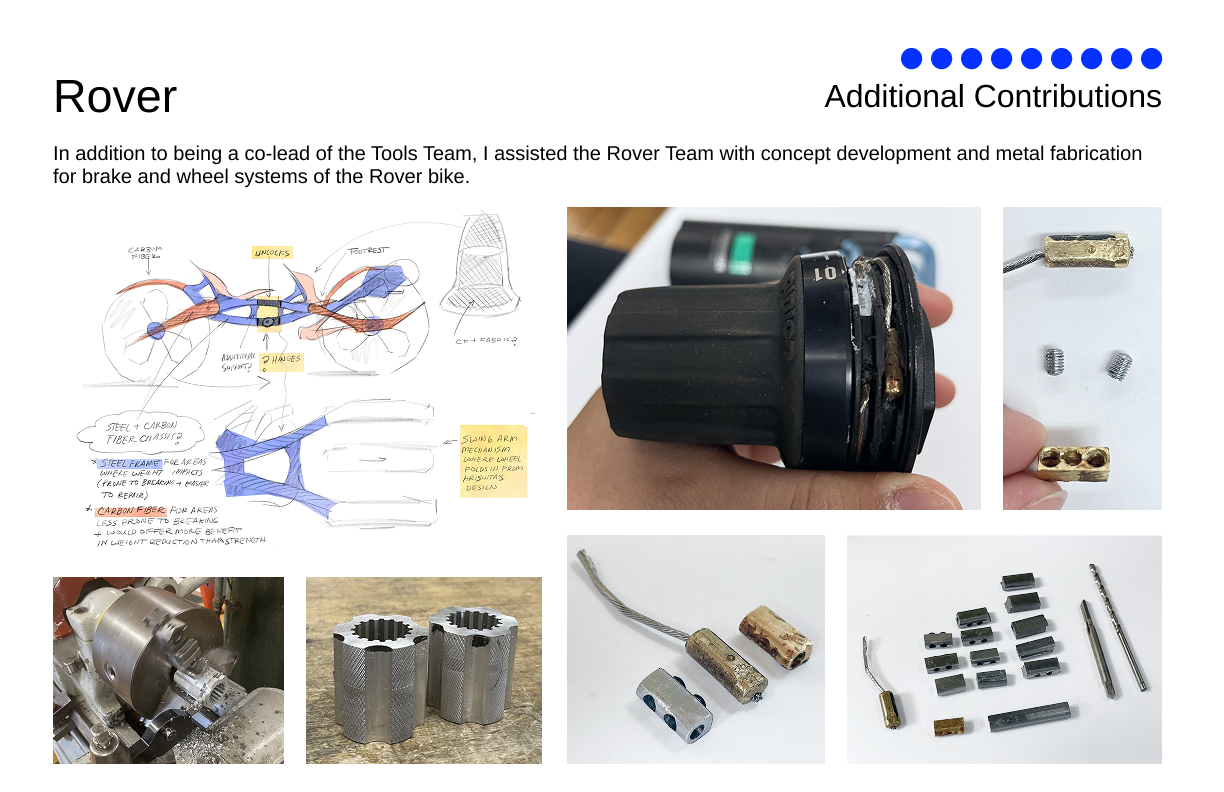 Rover
Additional Contributions
In addition to being a co-lead of the Tools Team, I assisted the Rover Team with concept development and metal fabrication
for brake and wheel systems of the Rover bike.
CARBON
FIBER
UNLOCKS
FOOTREST
CF + FABRIC?
ADDITIONAL
SUPPORT?
? HINGES
STEEL + CARBON
FIBER CHASSIS?
* STEEL FRAME FOR AREAS
WHERE WEIGHT IMPACTS
(PRONE TO BREAKING + EASIER
TO REPAIR)
* CARBON FIBER FOR AREAS
LESS PRONE TO BREAKING
+ WOULD OFFER MORE BENEFIT
IN WEIGHT REDUCTION THAN STRENGTH
SWING ARM
MECHANISM
WHERE WHEEL
FOLDS IN FROM
HRISHITA'S
DESIGN
01